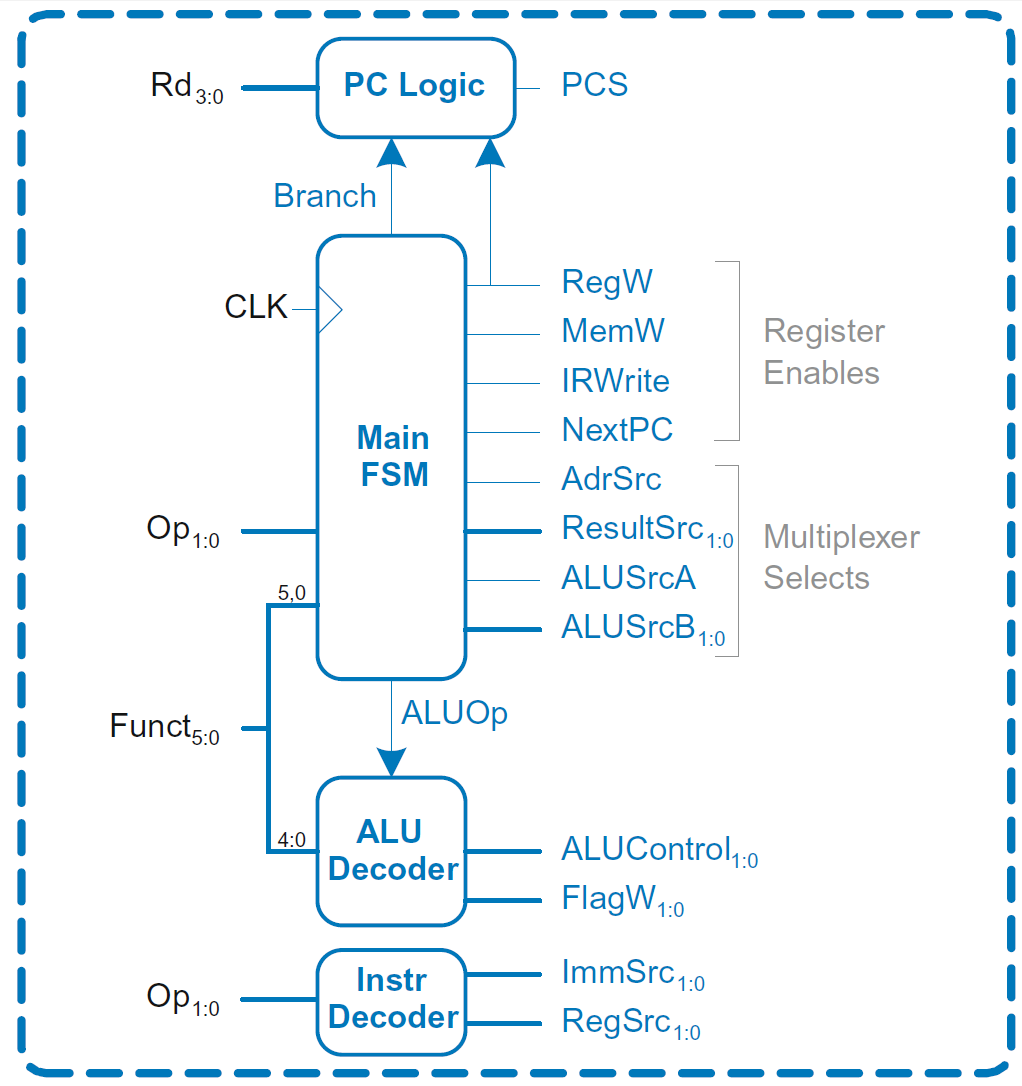 Rd3:0
PC Logic
PCS
Branch
CLK
RegW
MemW
IRWrite
NextPC
Register
Enables
Main
FSM
AdrSrc
Op1:0
ResultSrc1:0
ALUSrcA
ALUSrcB1:0
Multiplexer
Selects
5,0
Funct5:0
ALUOp
4:0
ALU
Decoder
ALUControl1:0
FlagW1:0
Op1:0
Instr
Decoder
ImmSrc1:0
RegSrc1:0